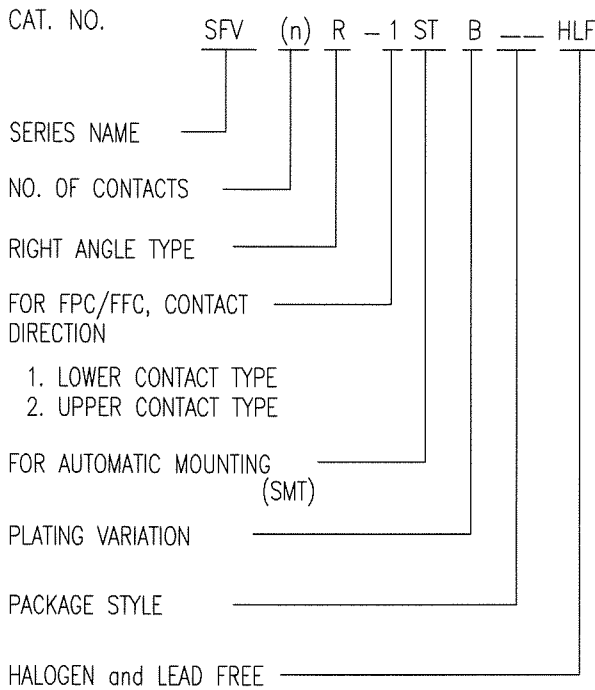 CAT. NO.
SFV (n) R - 1 ST B __ HLF
SERIES NAME
NO. OF CONTACTS
RIGHT ANGLE TYPE
FOR FPC/FFC, CONTACT
DIRECTION
1. LOWER CONTACT TYPE
2. UPPER CONTACT TYPE
FOR AUTOMATIC MOUNTING
(SMT)
PLATING VARIATION
PACKAGE STYLE
HALOGEN and LEAD FREE